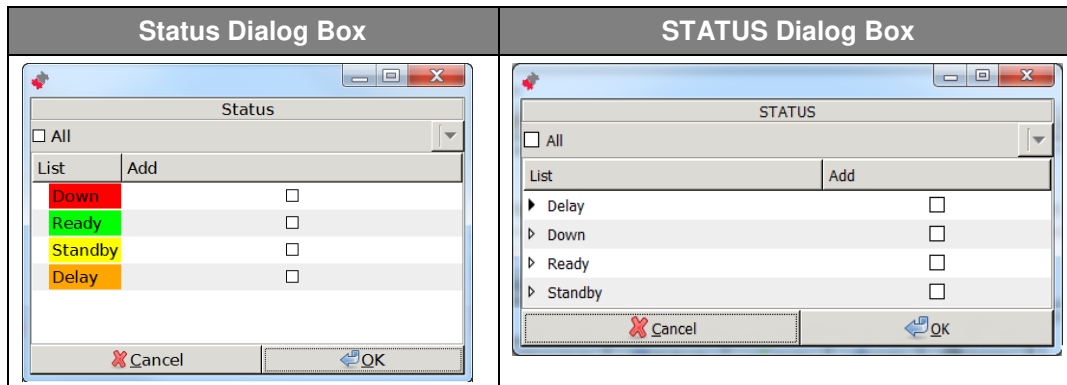 Status Dialog Box
STATUS Dialog Box
Status
All
List Add
Down
Ready
Standby
Delay
Cancel OK
STATUS
All
List Add
Delay
Down
Ready
Standby
Cancel OK